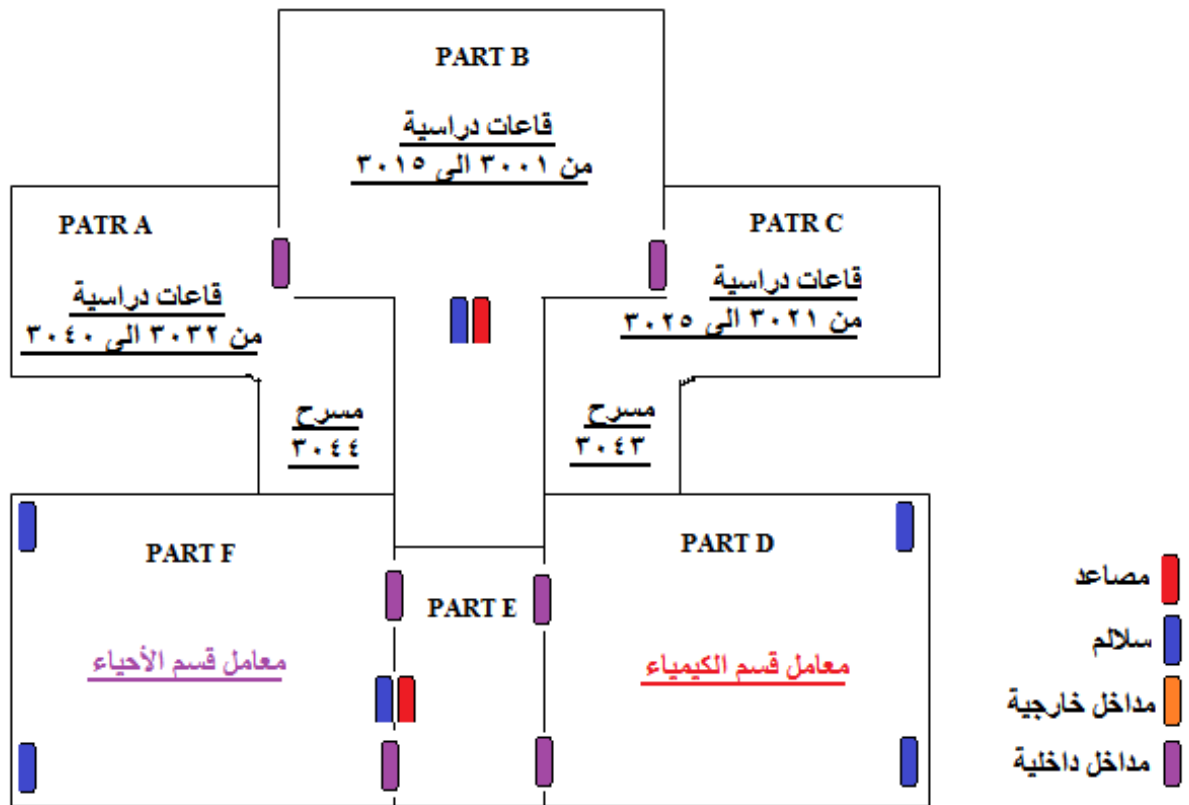 PART B
قاعات دراسية
من ٣٠٠١ الى ٣٠١٥
PATR A
قاعات دراسية
من ٣٠٣٢ الى ٣٠٤٠
PATR C
قاعات دراسية
من ٣٠٢١ الى ٣٠٢٥
مسرح
٣٠٤٤
مسرح
٣٠٤٣
PART F
معامل قسم الأحياء
PART E
PART D
معامل قسم الكيمياء
مصاعد
سلالم
مداخل خارجية
مداخل داخلية